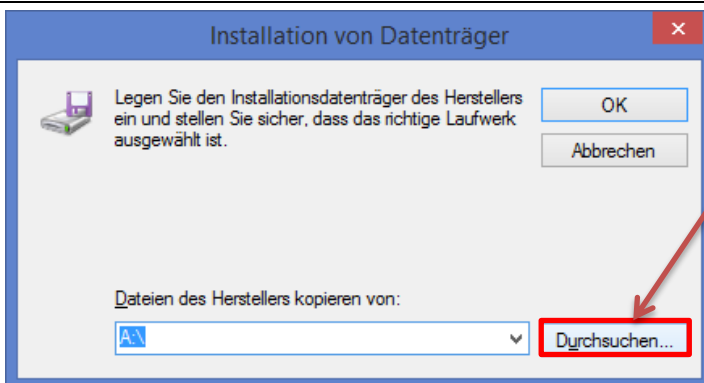 Installation von Datenträger
Legen Sie den Installationsdatenträger des Herstellers
ein und stellen Sie sicher, dass das richtige Laufwerk
ausgewählt ist.
OK
Abbrechen
Dateien des Herstellers kopieren von:
A:\
Durchsuchen...